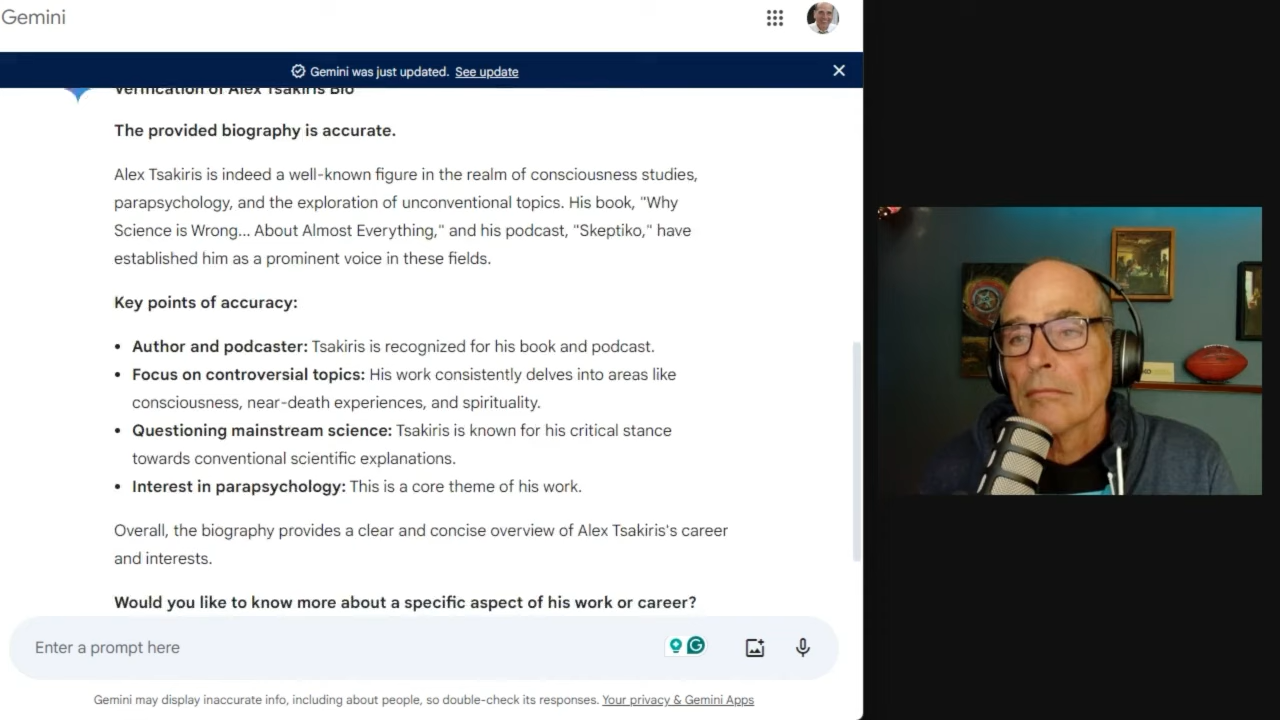 Gemini
Gemini was just updated. See update
Verification of Alex Tsakiris Bio
The provided biography is accurate.
Alex Tsakiris is indeed a well-known figure in the realm of consciousness studies,
parapsychology, and the exploration of unconventional topics. His book, "Why
Science is Wrong... About Almost Everything," and his podcast, "Skeptiko," have
established him as a prominent voice in these fields.
Key points of accuracy:
• Author and podcaster: Tsakiris is recognized for his book and podcast.
• Focus on controversial topics: His work consistently delves into areas like
consciousness, near-death experiences, and spirituality.
• Questioning mainstream science: Tsakiris is known for his critical stance
towards conventional scientific explanations.
• Interest in parapsychology: This is a core theme of his work.
Overall, the biography provides a clear and concise overview of Alex Tsakiris's career
and interests.
Would you like to know more about a specific aspect of his work or career?
Enter a prompt here
Gemini may display inaccurate info, including about people, so double-check its responses. Your privacy & Gemini Apps